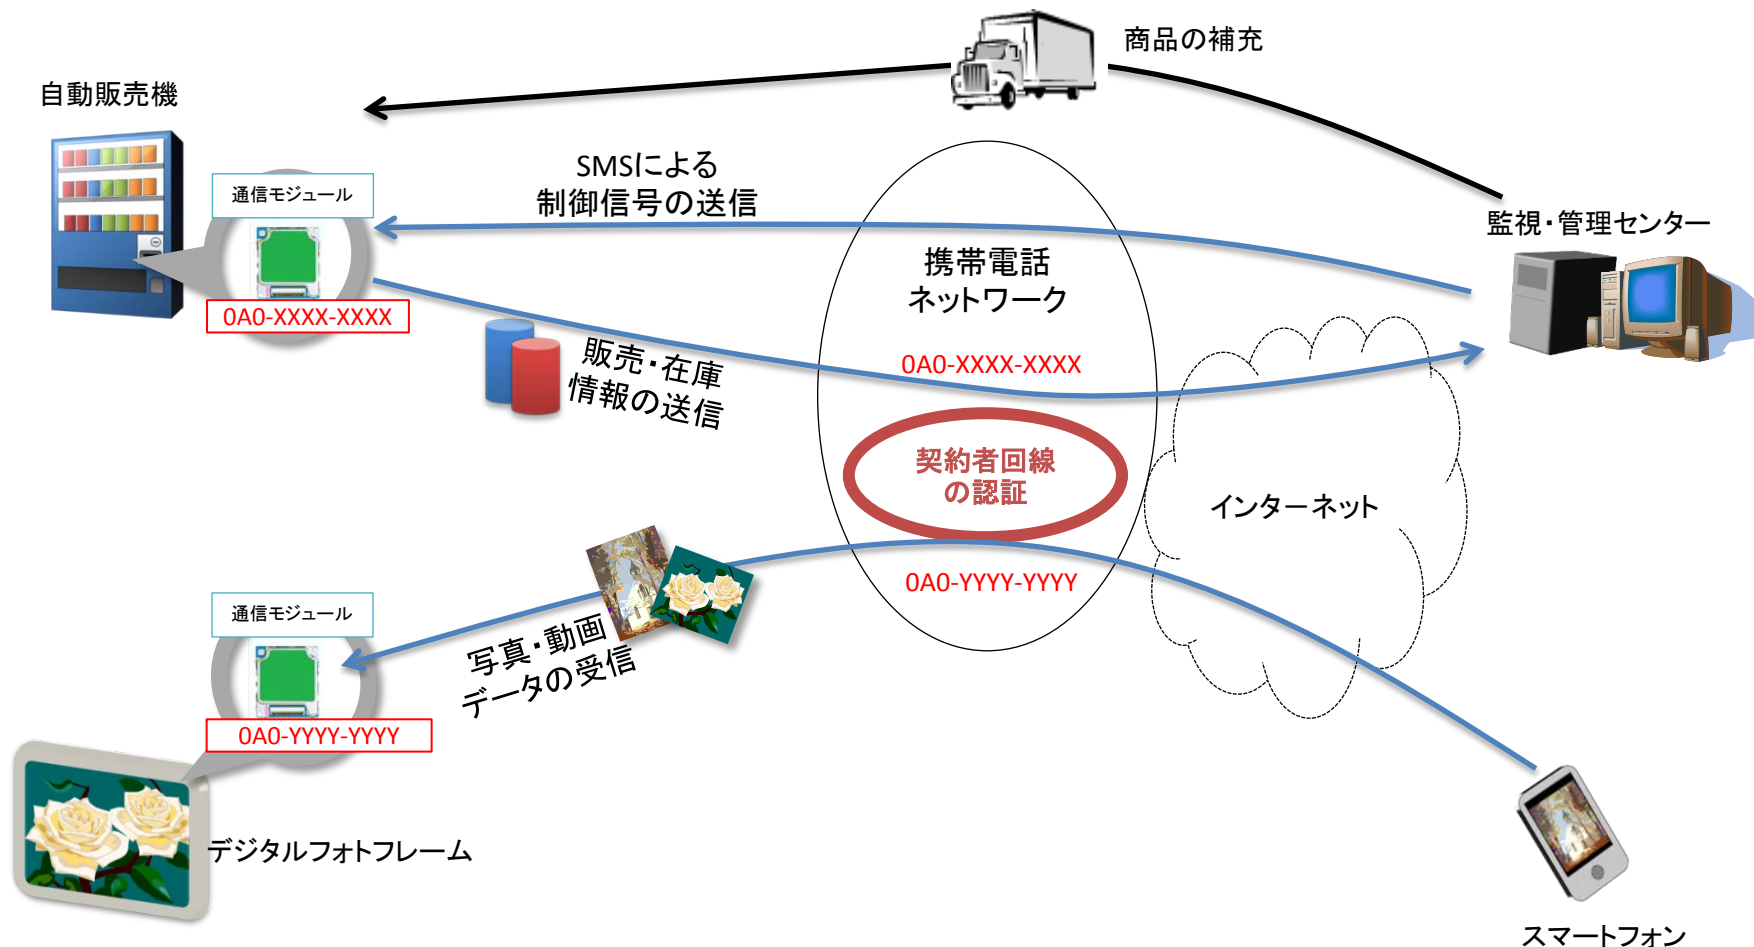 商品の補充
自動販売機
SMSによる
制御信号の送信
通信モジュール
監視・管理センター
携帯電話
ネットワーク
0A0-XXXX-XXXX
販売・在庫
情報の送信
0A0-XXXX-XXXX
契約者回線
の認証
インターネット
0A0-YYYY-YYYY
通信モジュール
写真・動画
データの受信
0A0-YYYY-YYYY
デジタルフォトフレーム
スマートフォン